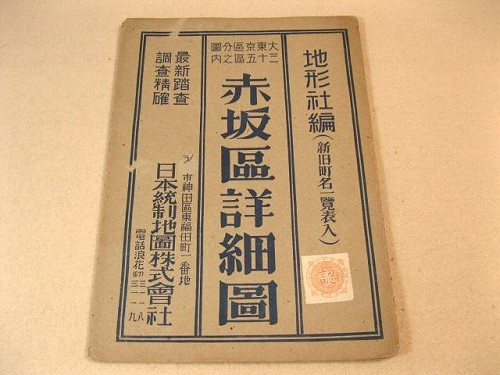 地形社編(新旧町名一覽表入)
大東京區分圖
三十五區之內
赤坂區詳細圖
最新踏查
調查精確
市神田區東福田町一番地
日本統制地圖株式會社
電話浪花
認